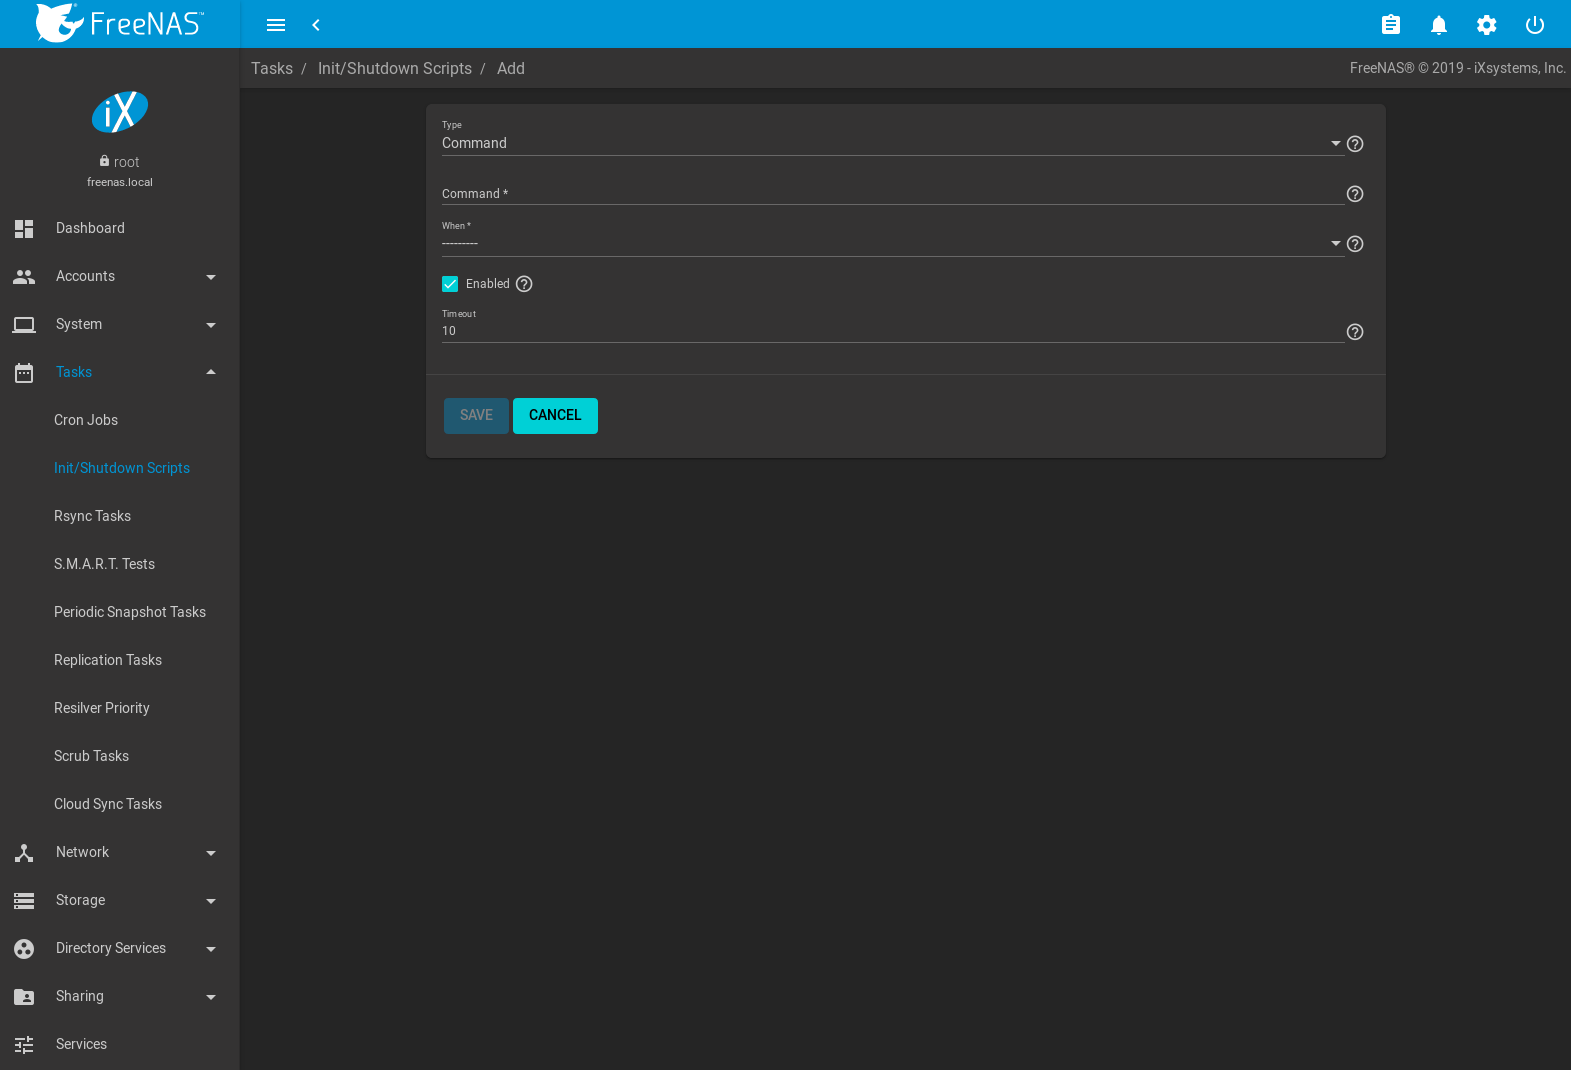 FreeNAS™
Tasks / Init/Shutdown Scripts / Add
FreeNAS® © 2019 - iXsystems, Inc.
iX
root
freenas.local
Dashboard
Accounts
System
Tasks
Cron Jobs
Init/Shutdown Scripts
Rsync Tasks
S.M.A.R.T. Tests
Periodic Snapshot Tasks
Replication Tasks
Resilver Priority
Scrub Tasks
Cloud Sync Tasks
Network
Storage
Directory Services
Sharing
Services
Type
Command
Command *
When *
---------
Enabled
Timeout
10
SAVE CANCEL